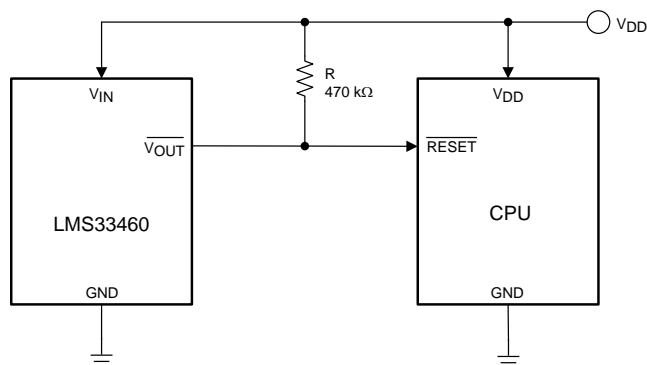 VDD
R
470 kΩ
VIN
VDD
VOUT
RESET
LMS33460
CPU
GND
GND